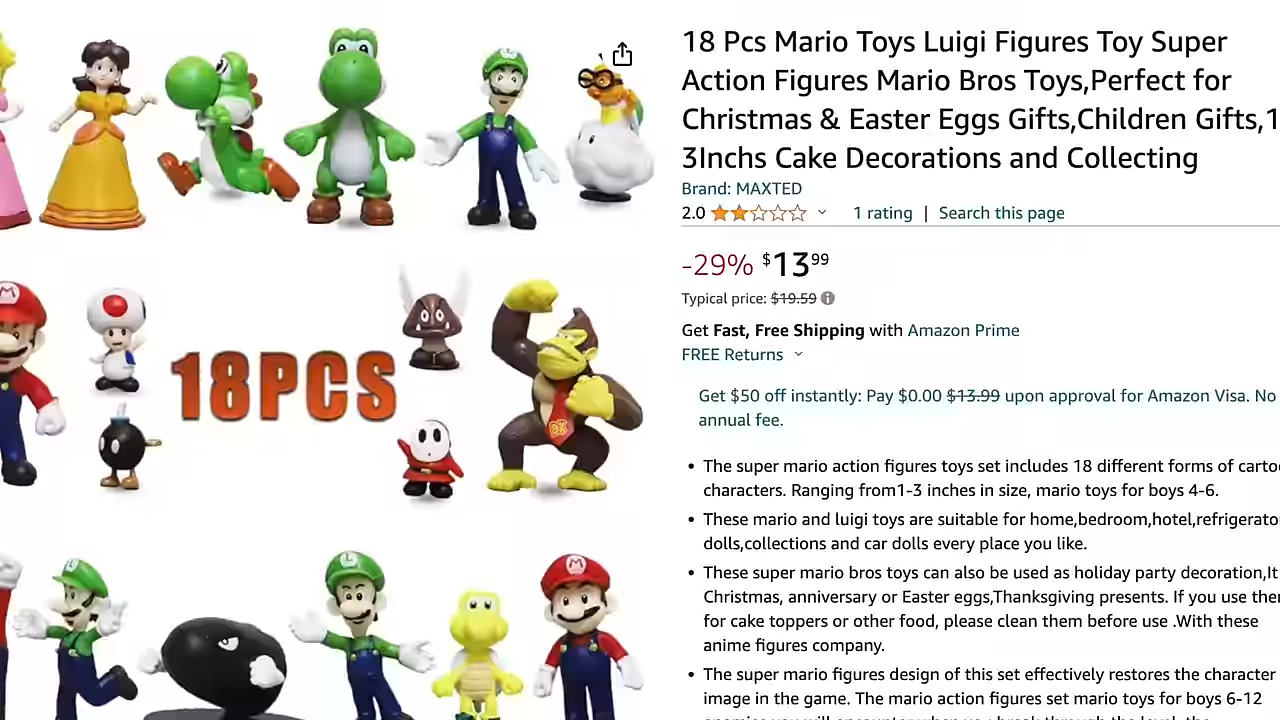 18 Pcs Mario Toys Luigi Figures Toy Super
Action Figures Mario Bros Toys,Perfect for
Christmas & Easter Eggs Gifts,Children Gifts,1
3Inchs Cake Decorations and Collecting
Brand: MAXTED
2.0 1 rating | Search this page
-29% $13 99
Typical price: $19.59
Get Fast, Free Shipping with Amazon Prime
FREE Returns
Get $50 off instantly: Pay $0.00 $13.99 upon approval for Amazon Visa. No
annual fee.
• The super mario action figures toys set includes 18 different forms of carto
characters. Ranging from1-3 inches in size, mario toys for boys 4-6.
• These mario and luigi toys are suitable for home,bedroom,hotel,refrigerato
dolls,collections and car dolls every place you like.
• These super mario bros toys can also be used as holiday party decoration,It
Christmas, anniversary or Easter eggs,Thanksgiving presents. If you use the
for cake toppers or other food, please clean them before use .With these
anime figures company.
• The super mario figures design of this set effectively restores the character
image in the game. The mario action figures set mario toys for boys 6-12
18PCS
M
L
DK
L
L
M